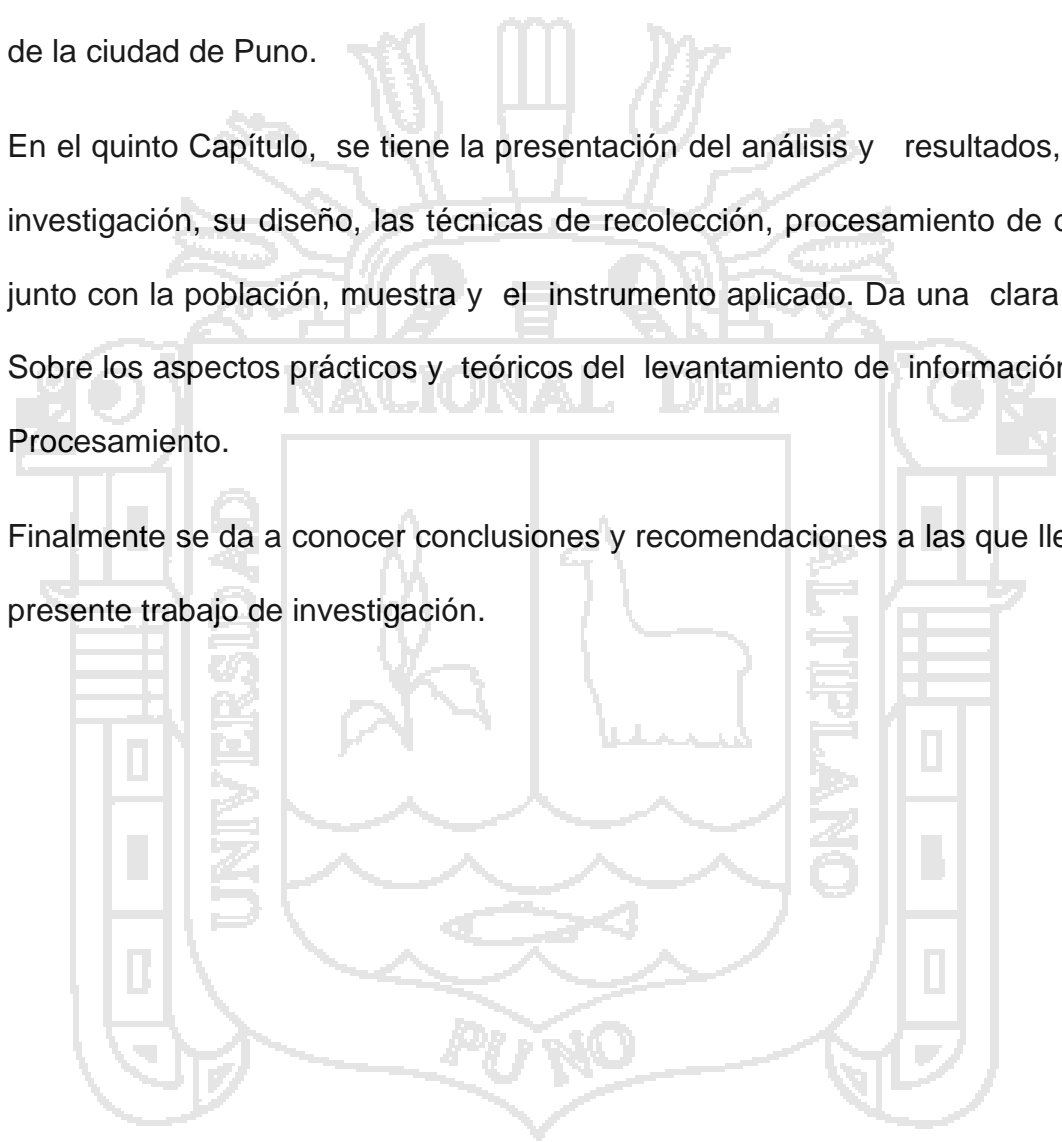 de la ciudad de Puno.
En el quinto Capítulo, se tiene la presentación del análisis y resultados,
investigación, su diseño, las técnicas de recolección, procesamiento de
junto con la población, muestra y el instrumento aplicado. Da una clara
Sobre los aspectos prácticos y teóricos del levantamiento de información
Procesamiento.
Finalmente se da a conocer conclusiones y recomendaciones a las que
presente trabajo de investigación.
UNIVERSIDAD
NACIONAL DEL
ALTIPLANO
PUNO